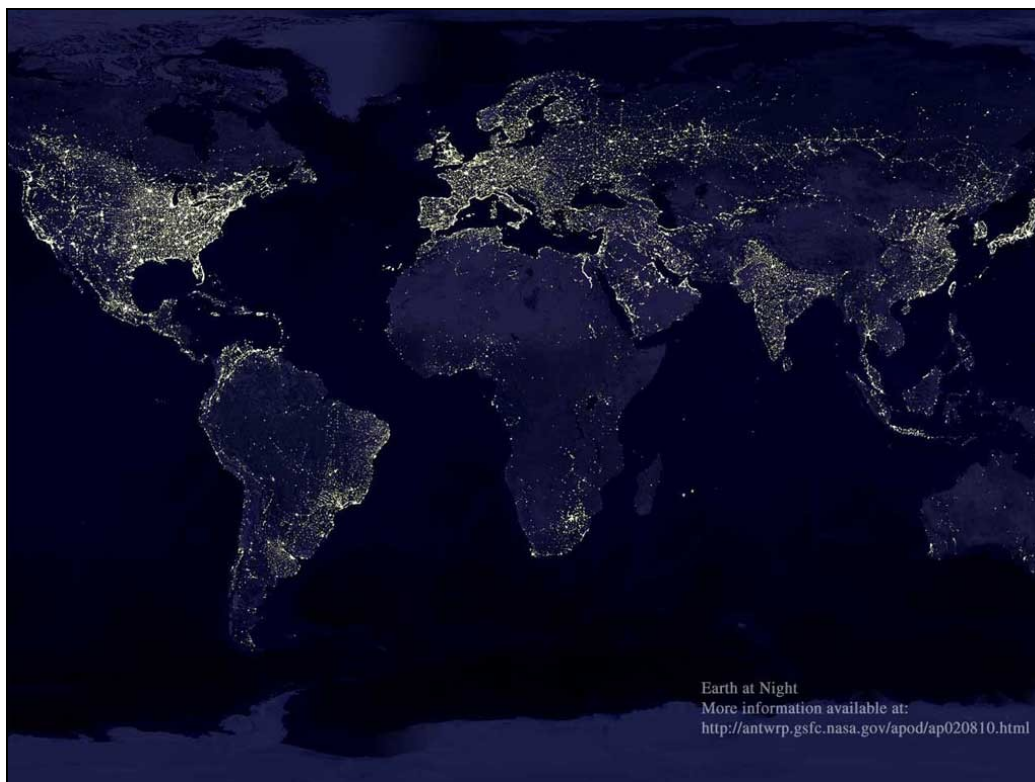 Earth at Night
More information available at:
http://antwrp.gsfc.nasa.gov/apod/ap020810.html